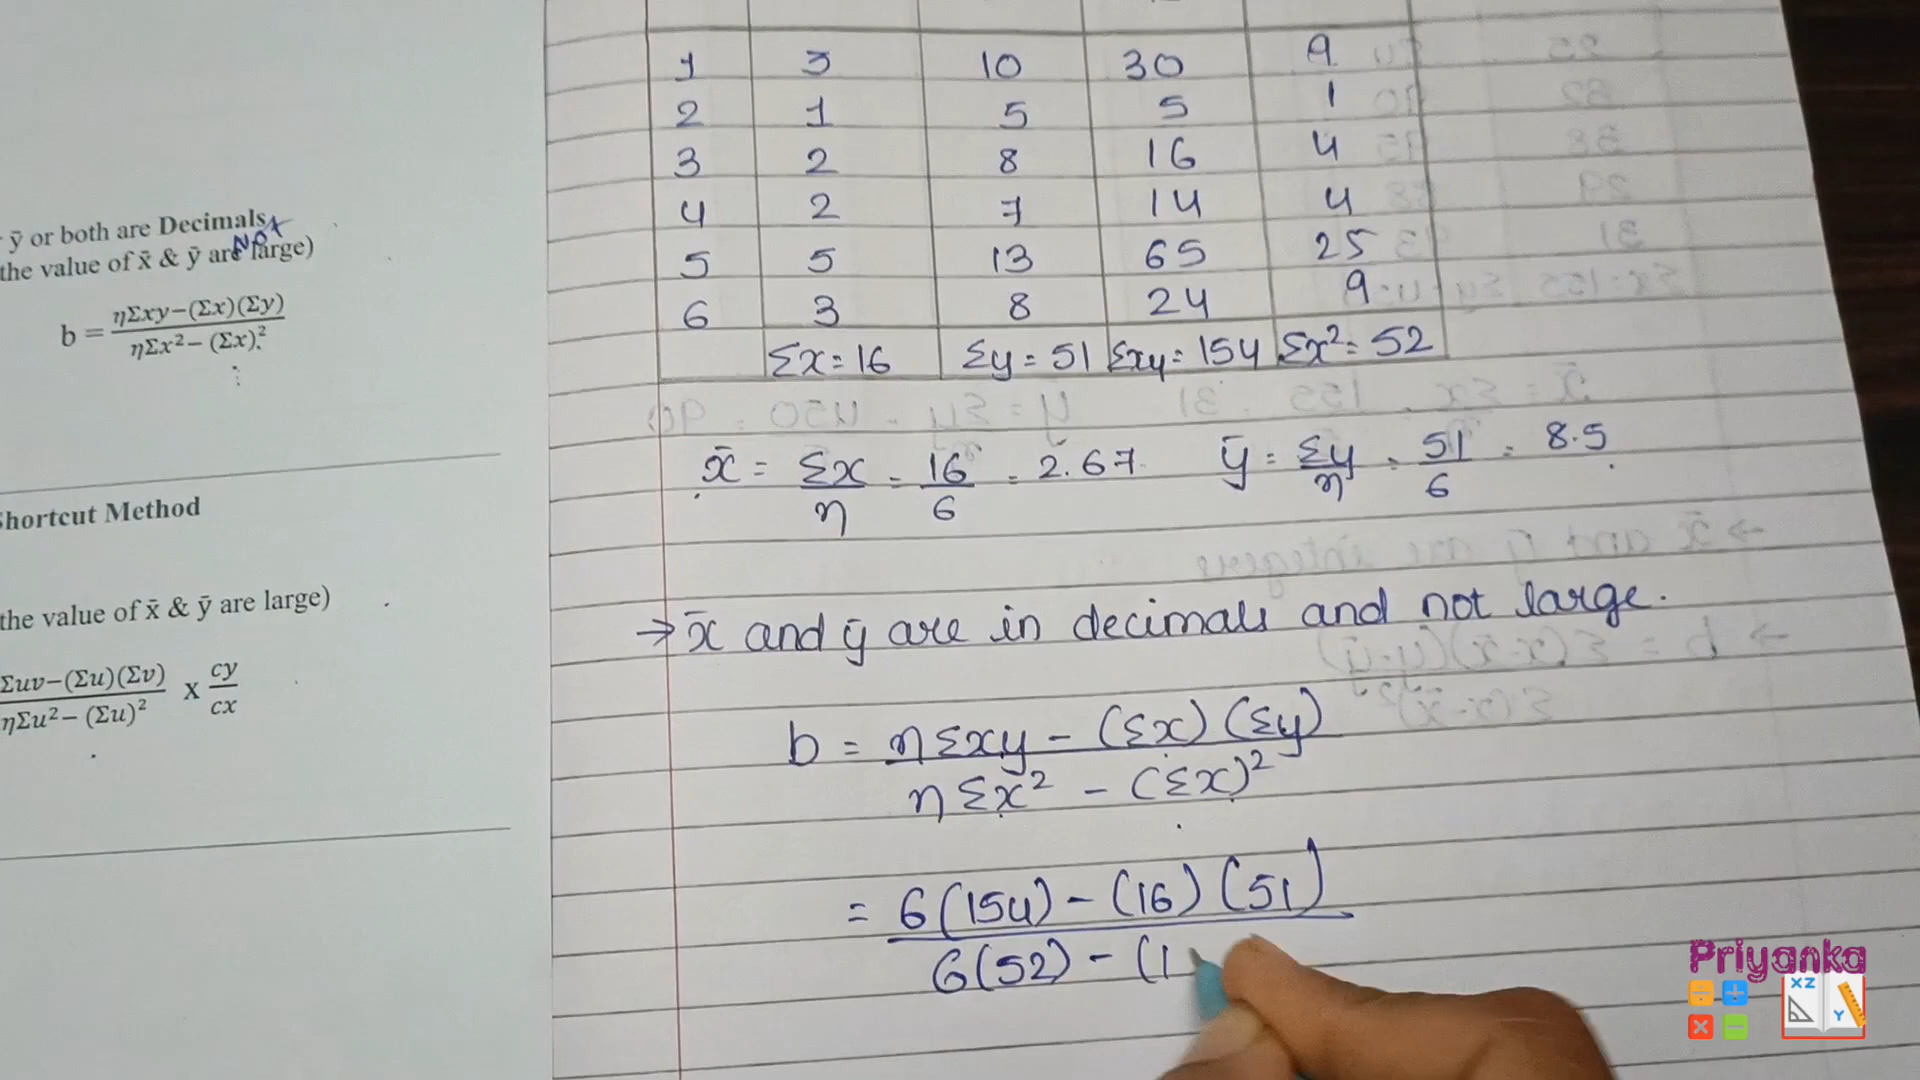 ȳ or both are Decimals
Not
the value of x̄ & ȳ are large)
b = ηΣxy−(Σx)(Σy) / ηΣx²− (Σx)²
Shortcut Method
the value of x̄ & ȳ are large)
Σuv−(Σu)(Σv) / ηΣu²− (Σu)² X cy / cx
1 3 10 30 9
2 1 5 5 1
3 2 8 16 4
4 2 7 14 4
5 5 13 65 25
6 3 8 24 9
Σx = 16 Σy = 51 Σxy = 154 Σx² = 52
x̄ = Σx / η = 16 / 6 = 2.67 ȳ = Σy / η = 51 / 6 = 8.5
→ x̄ and ȳ are in decimals and not large.
b = ηΣxy − (Σx) (Σy) / ηΣx² − (Σx)²
= 6(154) − (16) (51) / 6(52) − (1
Priyanka
XZ
Y